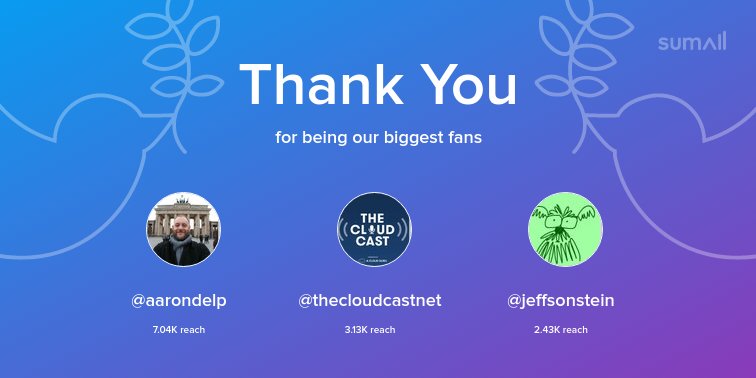 sumall
Thank You
for being our biggest fans
THE
CLOUD
CAST
@aarondelp
@thecloudcastnet
@jeffsonstein
7.04K reach
3.13K reach
2.43K reach